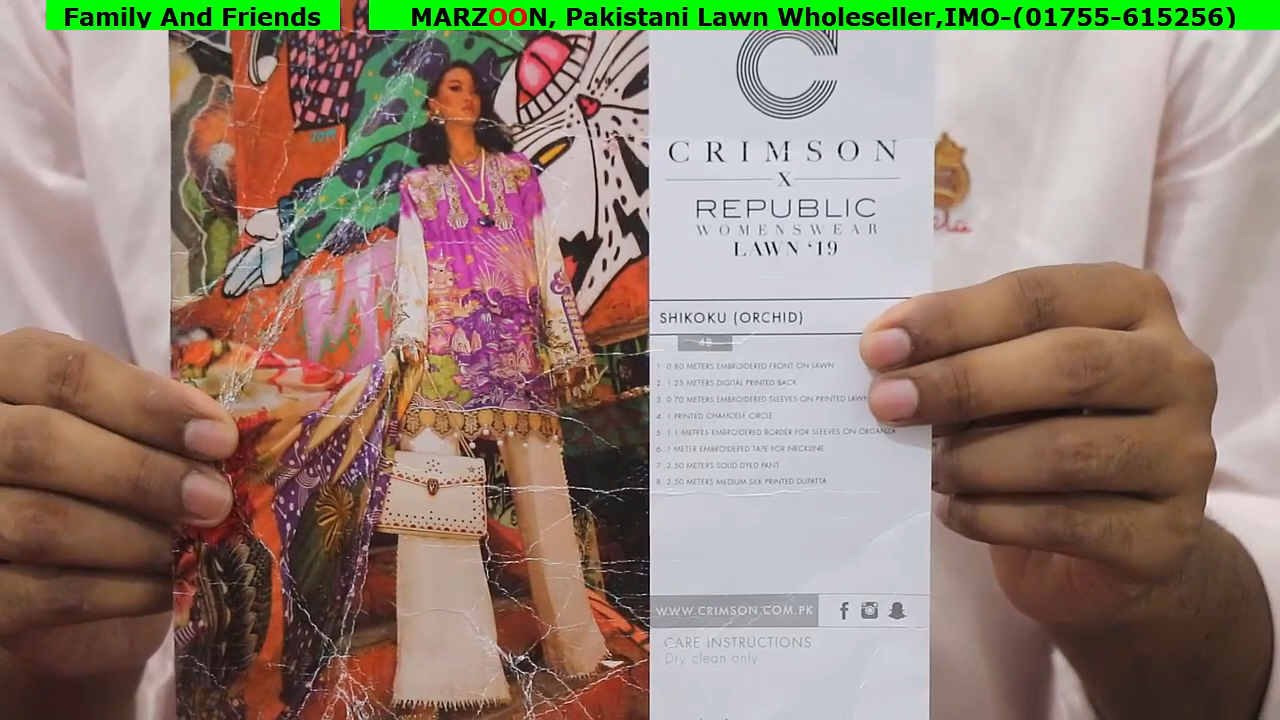 Family And Friends
MARZOON, Pakistani Lawn Wholeseller,IMO-(01755-615256)
CRIMSON
X
REPUBLIC
WOMENSWEAR
LAWN ‘19
SHIKOKU (ORCHID)
4B
1. 0.80 METERS EMBROIDERED FRONT ON LAWN
2. 1.25 METERS DIGITAL PRINTED BACK
3. 0.70 METERS EMBROIDERED SLEEVES ON PRINTED LAWN
4. 1 PRINTED CHAMOISE CIRCLE
5. 1.1 METERS EMBROIDERED BORDER FOR SLEEVES ON ORGANZA
6. 1 METER EMBROIDERED TAPE FOR NECKLINE
7. 2.50 METERS SOLID DYED PANT
8. 2.50 METERS MEDIUM SILK PRINTED DUPATTA
WWW.CRIMSON.COM.PK
CARE INSTRUCTIONS
Dry clean only